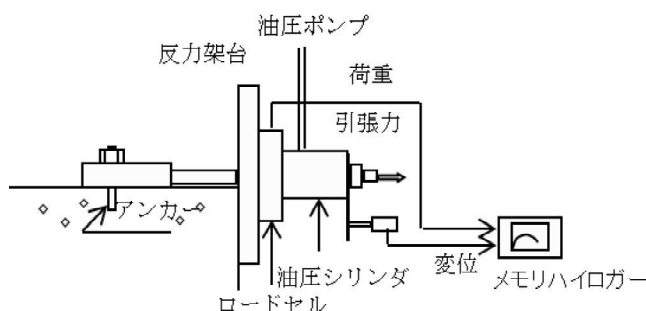 油圧ポンプ
反力架台
荷重
引張力
アンカー
油圧シリンダ
変位
メモリハイロガー
ロードセル